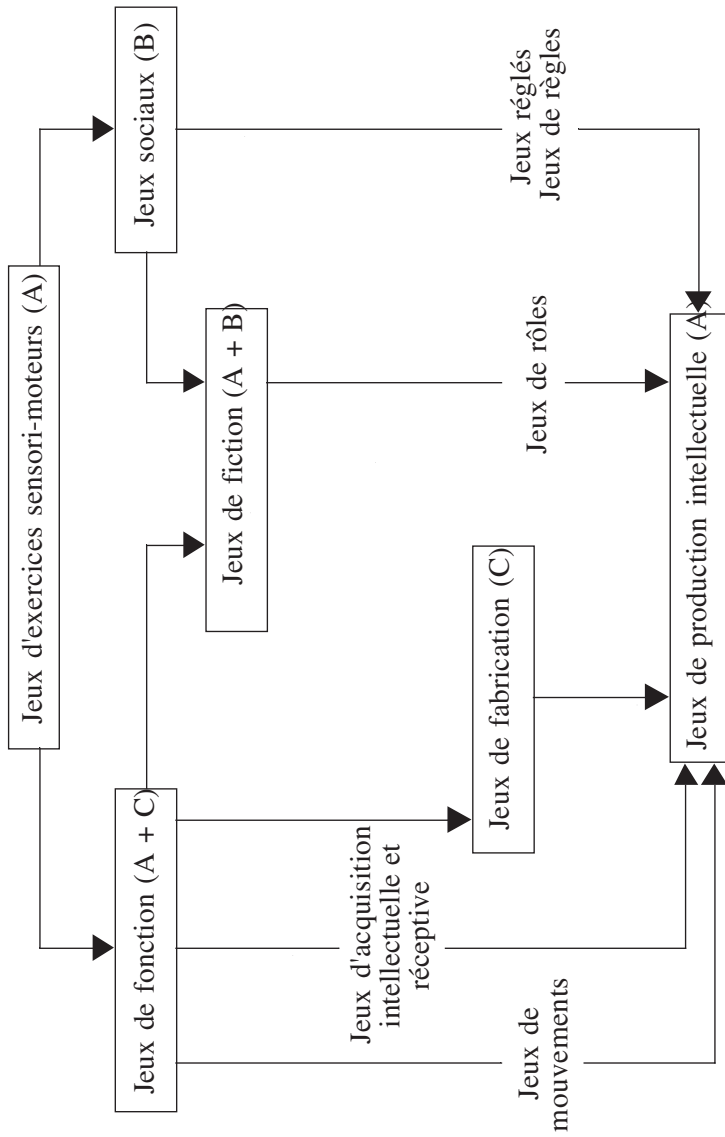 Jeux d'exercices sensori-moteurs (A)
Jeux de fonction (A + C)
Jeux sociaux (B)
Jeux de fiction (A + B)
Jeux d'acquisition
intellectuelle et
réceptive
Jeux de fabrication (C)
Jeux de
mouvements
Jeux de rôles
Jeux réglés
Jeux de règles
Jeux de production intellectuelle (A)